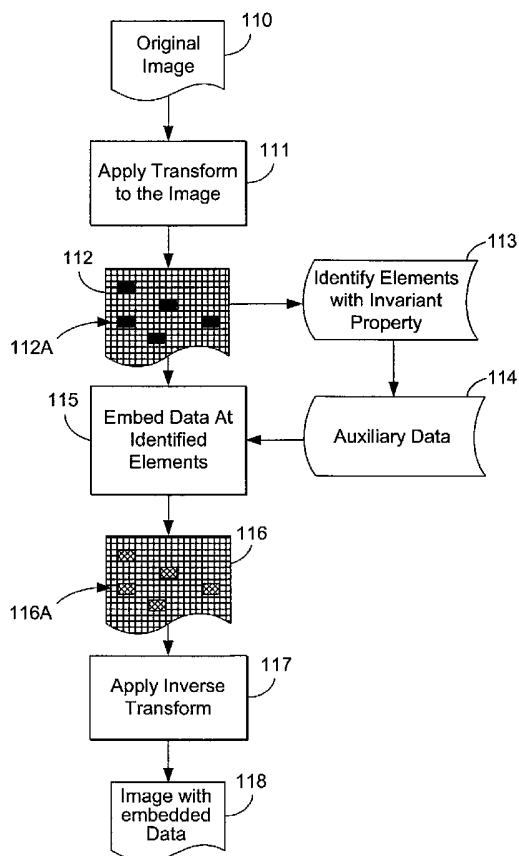 110
Original
Image
111
Apply Transform
to the Image
112
112A
113
Identify Elements
with Invariant
Property
114
Auxiliary Data
115
Embed Data At
Identified
Elements
116
116A
117
Apply Inverse
Transform
118
Image with
embedded
Data